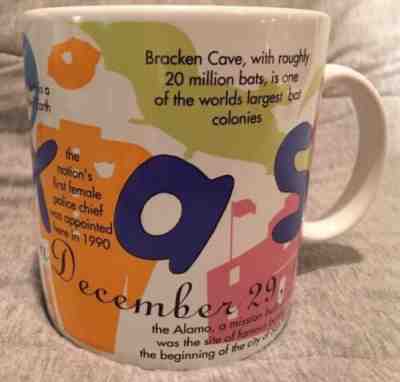 Bracken Cave, with roughly
20 million bats, is one
of the worlds largest bat
colonies
is a
the
nation's
first female
police chief
was appointed
here in 1990
x a s
December 29,
the Alamo, a mission
was the site of famous
the beginning of the city of